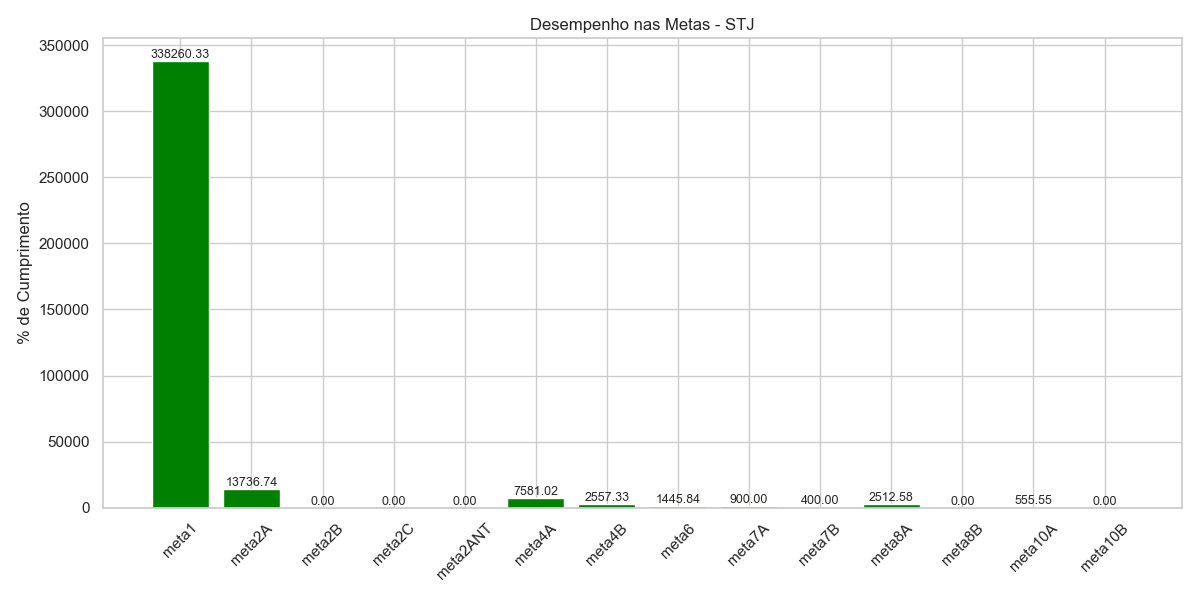 Desempenho nas Metas - STJ
% de Cumprimento
350000
300000
250000
200000
150000
100000
50000
0
338260.33
13736.74
0.00
0.00
0.00
7581.02
2557.33
1445.84
900.00
400.00
2512.58
0.00
555.55
0.00
meta1
meta2A
meta2B
meta2C
meta2ANT
meta4A
meta4B
meta6
meta7A
meta7B
meta8A
meta8B
meta10A
meta10B